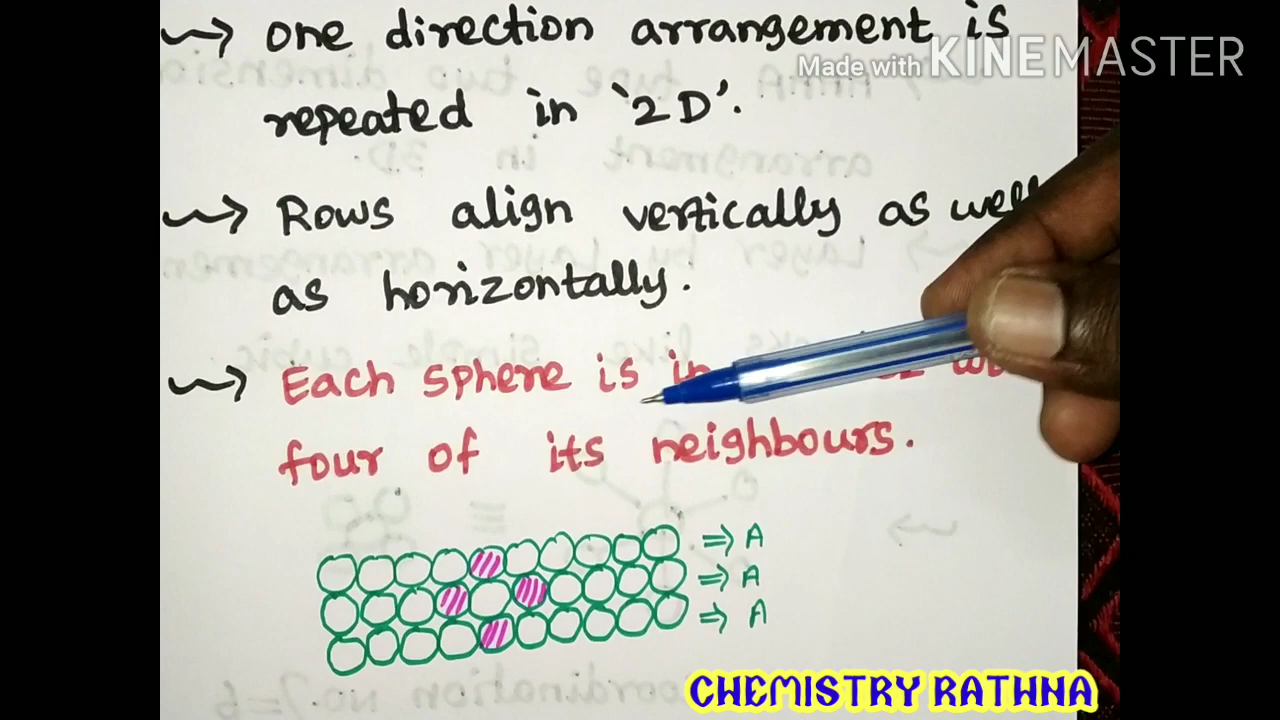 one direction arrangement is
Made with KINEMASTER
repeated in '2D'.
Rows align vertically as well
as horizontally.
Each sphere is in
four of its neighbours.
⇒ A
⇒ A
⇒ A
CHEMISTRY RATHNA